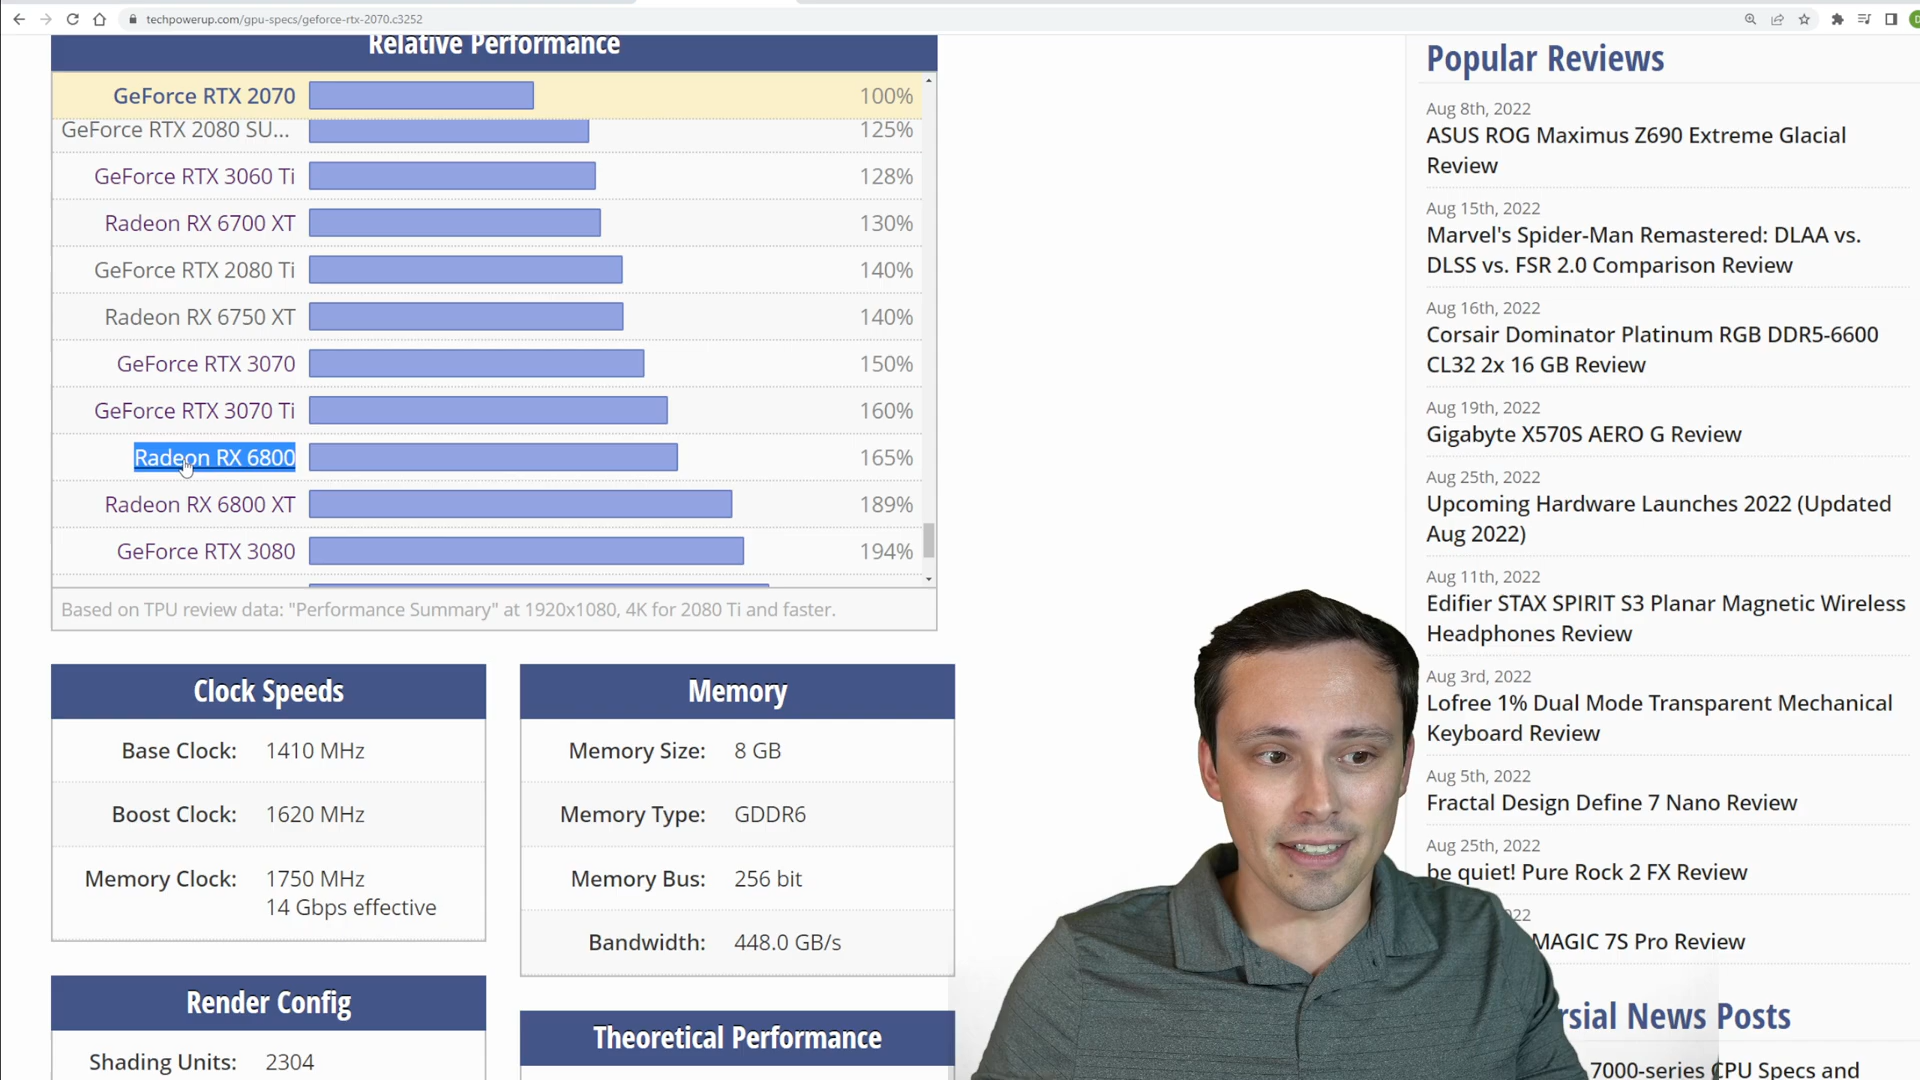 techpowerup.com/gpu-specs/geforce-rtx-2070.c3252
Relative Performance
GeForce RTX 2070 100%
GeForce RTX 2080 SU... 125%
GeForce RTX 3060 Ti 128%
Radeon RX 6700 XT 130%
GeForce RTX 2080 Ti 140%
Radeon RX 6750 XT 140%
GeForce RTX 3070 150%
GeForce RTX 3070 Ti 160%
Radeon RX 6800 165%
Radeon RX 6800 XT 189%
GeForce RTX 3080 194%
Based on TPU review data: "Performance Summary" at 1920x1080, 4K for 2080 Ti and faster.
Clock Speeds
Base Clock: 1410 MHz
Boost Clock: 1620 MHz
Memory Clock: 1750 MHz
14 Gbps effective
Render Config
Shading Units: 2304
Memory
Memory Size: 8 GB
Memory Type: GDDR6
Memory Bus: 256 bit
Bandwidth: 448.0 GB/s
Theoretical Performance
Popular Reviews
Aug 8th, 2022
ASUS ROG Maximus Z690 Extreme Glacial
Review
Aug 15th, 2022
Marvel's Spider-Man Remastered: DLAA vs.
DLSS vs. FSR 2.0 Comparison Review
Aug 16th, 2022
Corsair Dominator Platinum RGB DDR5-6600
CL32 2x 16 GB Review
Aug 19th, 2022
Gigabyte X570S AERO G Review
Aug 25th, 2022
Upcoming Hardware Launches 2022 (Updated
Aug 2022)
Aug 11th, 2022
Edifier STAX SPIRIT S3 Planar Magnetic Wireless
Headphones Review
Aug 3rd, 2022
Lofree 1% Dual Mode Transparent Mechanical
Keyboard Review
Aug 5th, 2022
Fractal Design Define 7 Nano Review
Aug 25th, 2022
be quiet! Pure Rock 2 FX Review
22
MAGIC 7S Pro Review
rsial News Posts
7000-series CPU Specs and